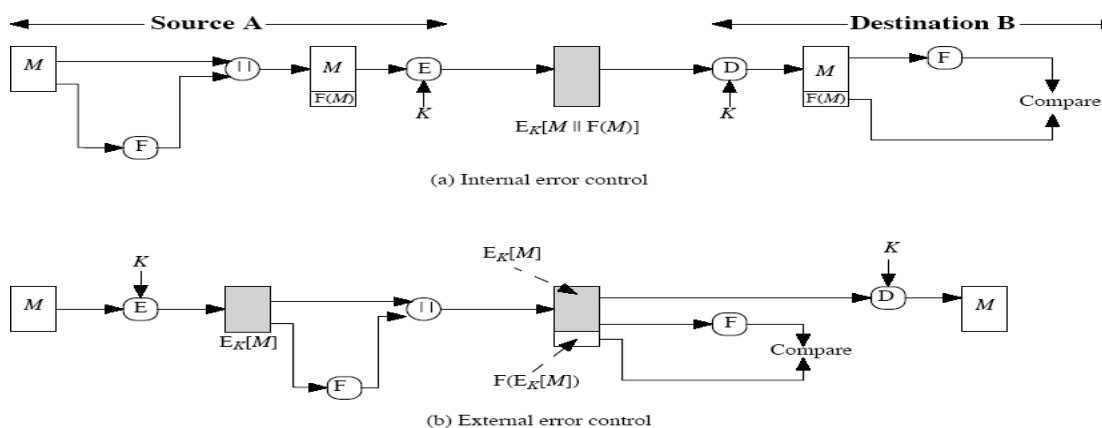 Source A
Destination B
M
F
||
M
F(M)
E
K
E_K[M || F(M)]
D
K
M
F(M)
F
Compare
(a) Internal error control
M
K
E
E_K[M]
F
||
E_K[M]
F(E_K[M])
F
Compare
K
D
M
(b) External error control